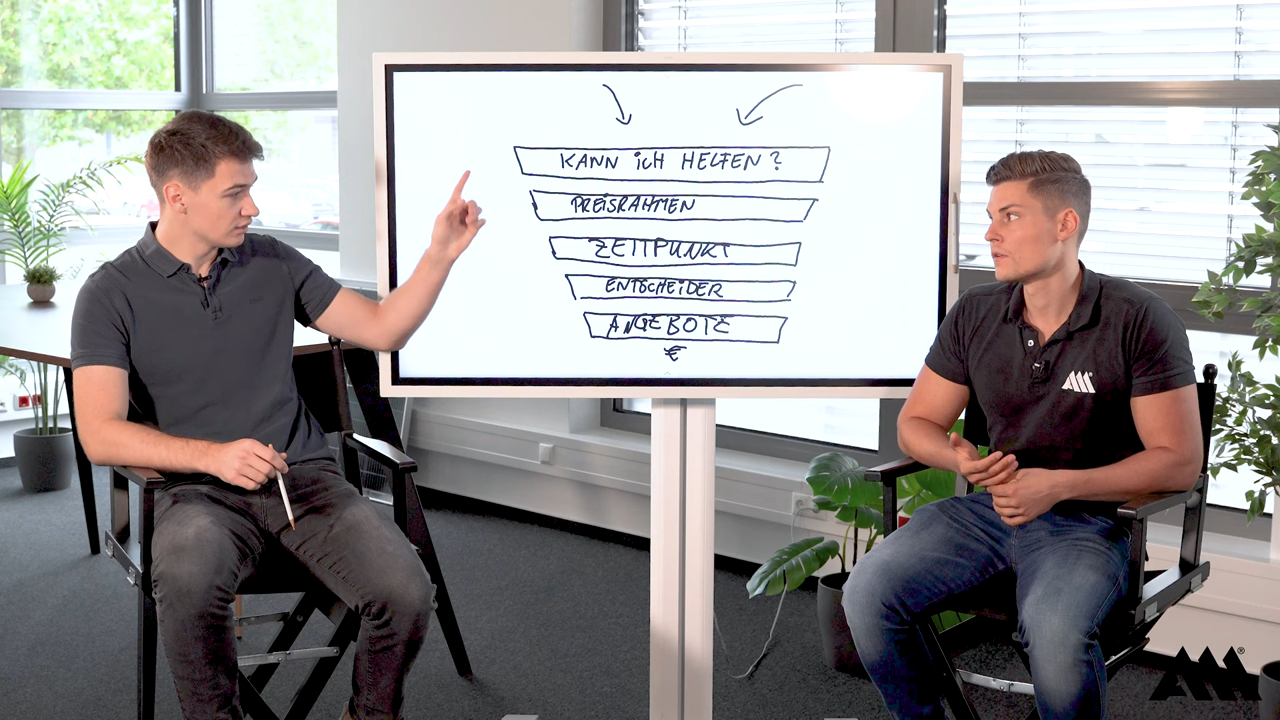 KANN ICH HELFEN?
PREISRAHMEN
ZEITPUNKT
ENTSCHEIDER
ANGEBOTE
€